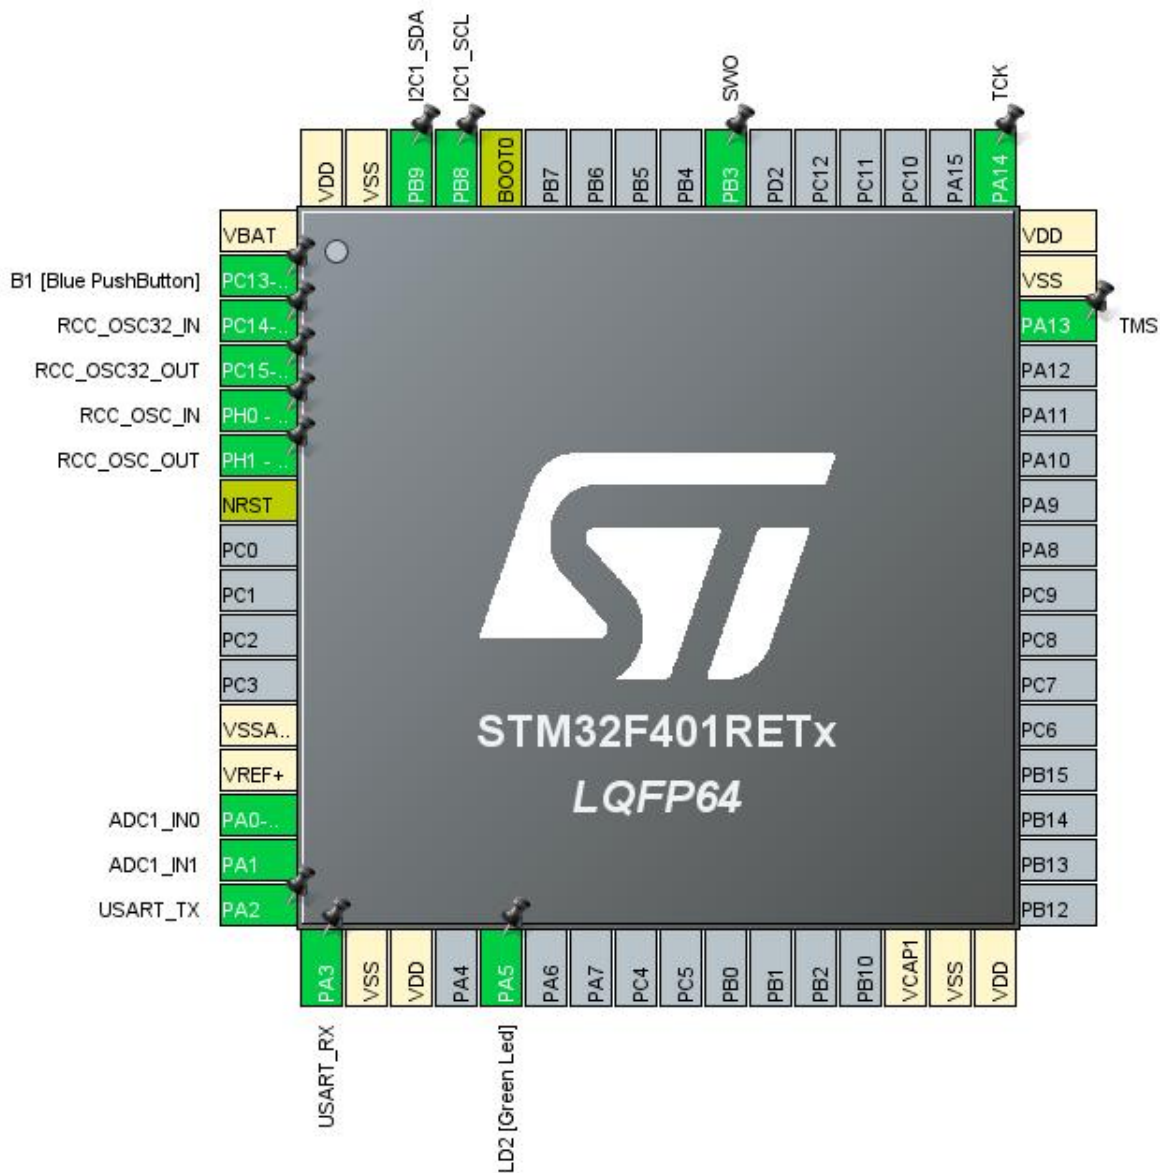 I2C1_SDA
I2C1_SCL
SWO
TCK
VDD
VSS
PB9
PB8
BOOT0
PB7
PB6
PB5
PB4
PB3
PD2
PC12
PC11
PC10
PA15
PA14
VBAT
B1 [Blue PushButton] PC13-..
RCC_OSC32_IN PC14-..
RCC_OSC32_OUT PC15-..
RCC_OSC_IN PH0 - ..
RCC_OSC_OUT PH1 - ..
NRST
PC0
PC1
PC2
PC3
VSSA..
VREF+
ADC1_IN0 PA0-..
ADC1_IN1 PA1
USART_TX PA2
ST
STM32F401RETx
LQFP64
VDD
VSS
PA13 TMS
PA12
PA11
PA10
PA9
PA8
PC9
PC8
PC7
PC6
PB15
PB14
PB13
PB12
PA3
VSS
VDD
PA4
PA5
PA6
PA7
PC4
PC5
PB0
PB1
PB2
PB10
VCAP1
VSS
VDD
USART_RX
LD2 [Green Led]